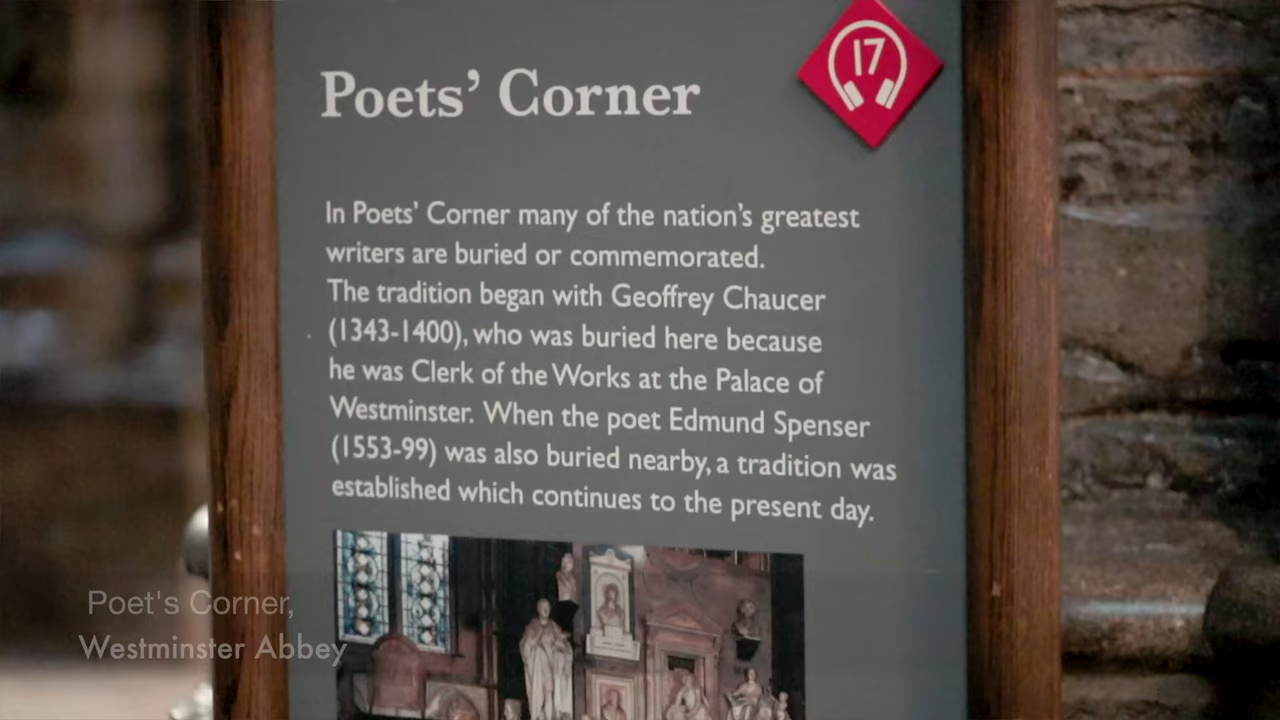 17
Poets’ Corner
In Poets’ Corner many of the nation’s greatest
writers are buried or commemorated.
The tradition began with Geoffrey Chaucer
(1343-1400), who was buried here because
he was Clerk of the Works at the Palace of
Westminster. When the poet Edmund Spenser
(1553-99) was also buried nearby, a tradition was
established which continues to the present day.
Poet's Corner,
Westminster Abbey